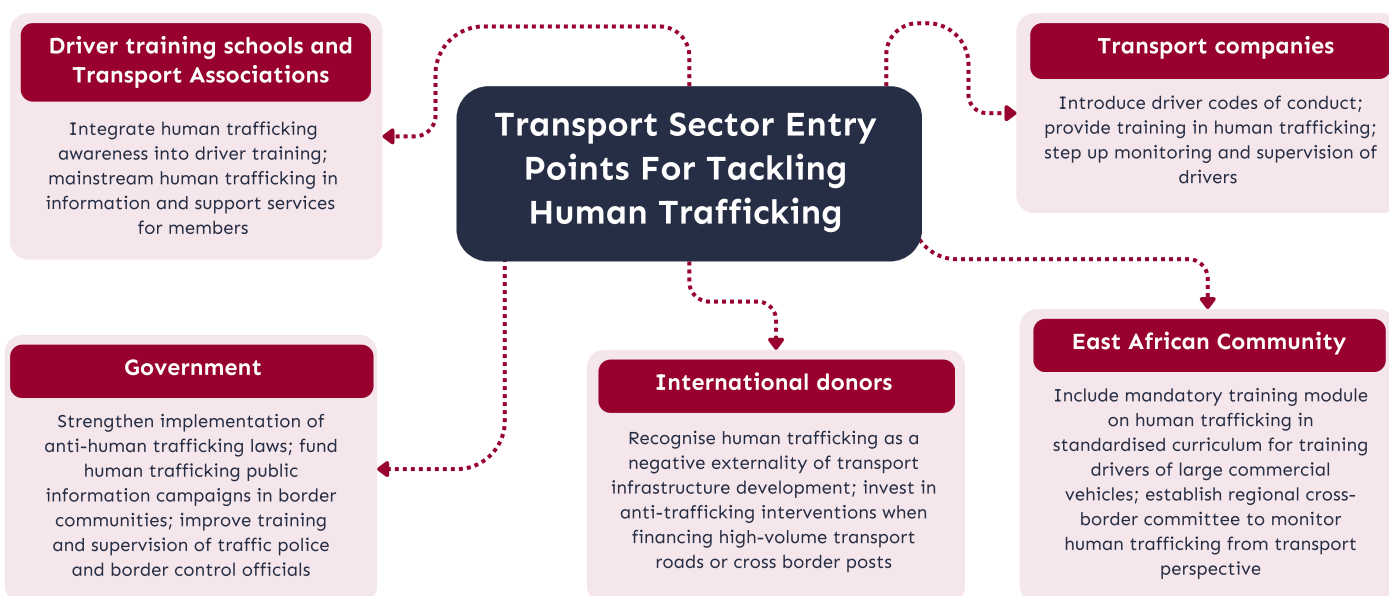 Driver training schools and
Transport Associations
Integrate human trafficking
awareness into driver training;
mainstream human trafficking in
information and support services
for members
Transport Sector Entry
Points For Tackling
Human Trafficking
Transport companies
Introduce driver codes of conduct;
provide training in human trafficking;
step up monitoring and supervision of
drivers
Government
Strengthen implementation of
anti-human trafficking laws; fund
human trafficking public
information campaigns in border
communities; improve training
and supervision of traffic police
and border control officials
International donors
Recognise human trafficking as a
negative externality of transport
infrastructure development; invest in
anti-trafficking interventions when
financing high-volume transport
roads or cross border posts
East African Community
Include mandatory training module
on human trafficking in
standardised curriculum for training
drivers of large commercial
vehicles; establish regional cross-
border committee to monitor
human trafficking from transport
perspective